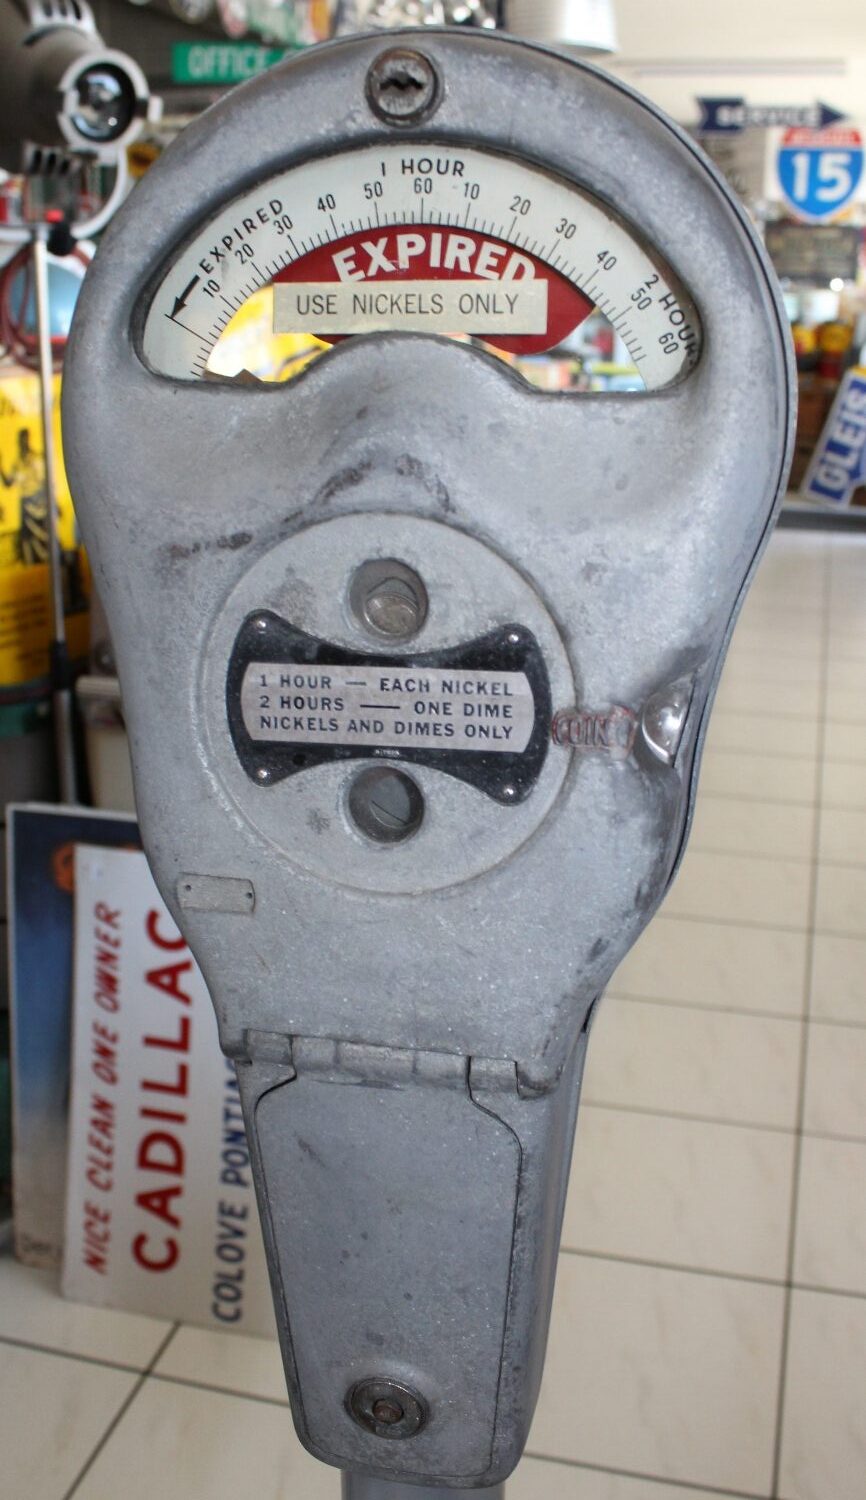 OFFICE
SERVICE
15
1 HOUR
EXPIRED 10 20 30 40 50 60 10 20 30 40 50 60
2 HOURS
EXPIRED
USE NICKELS ONLY
1 HOUR — EACH NICKEL
2 HOURS — ONE DIME
NICKELS AND DIMES ONLY
COIN
NICE CLEAN ONE OWNER
CADILLAC
COLOVE PONTIAC